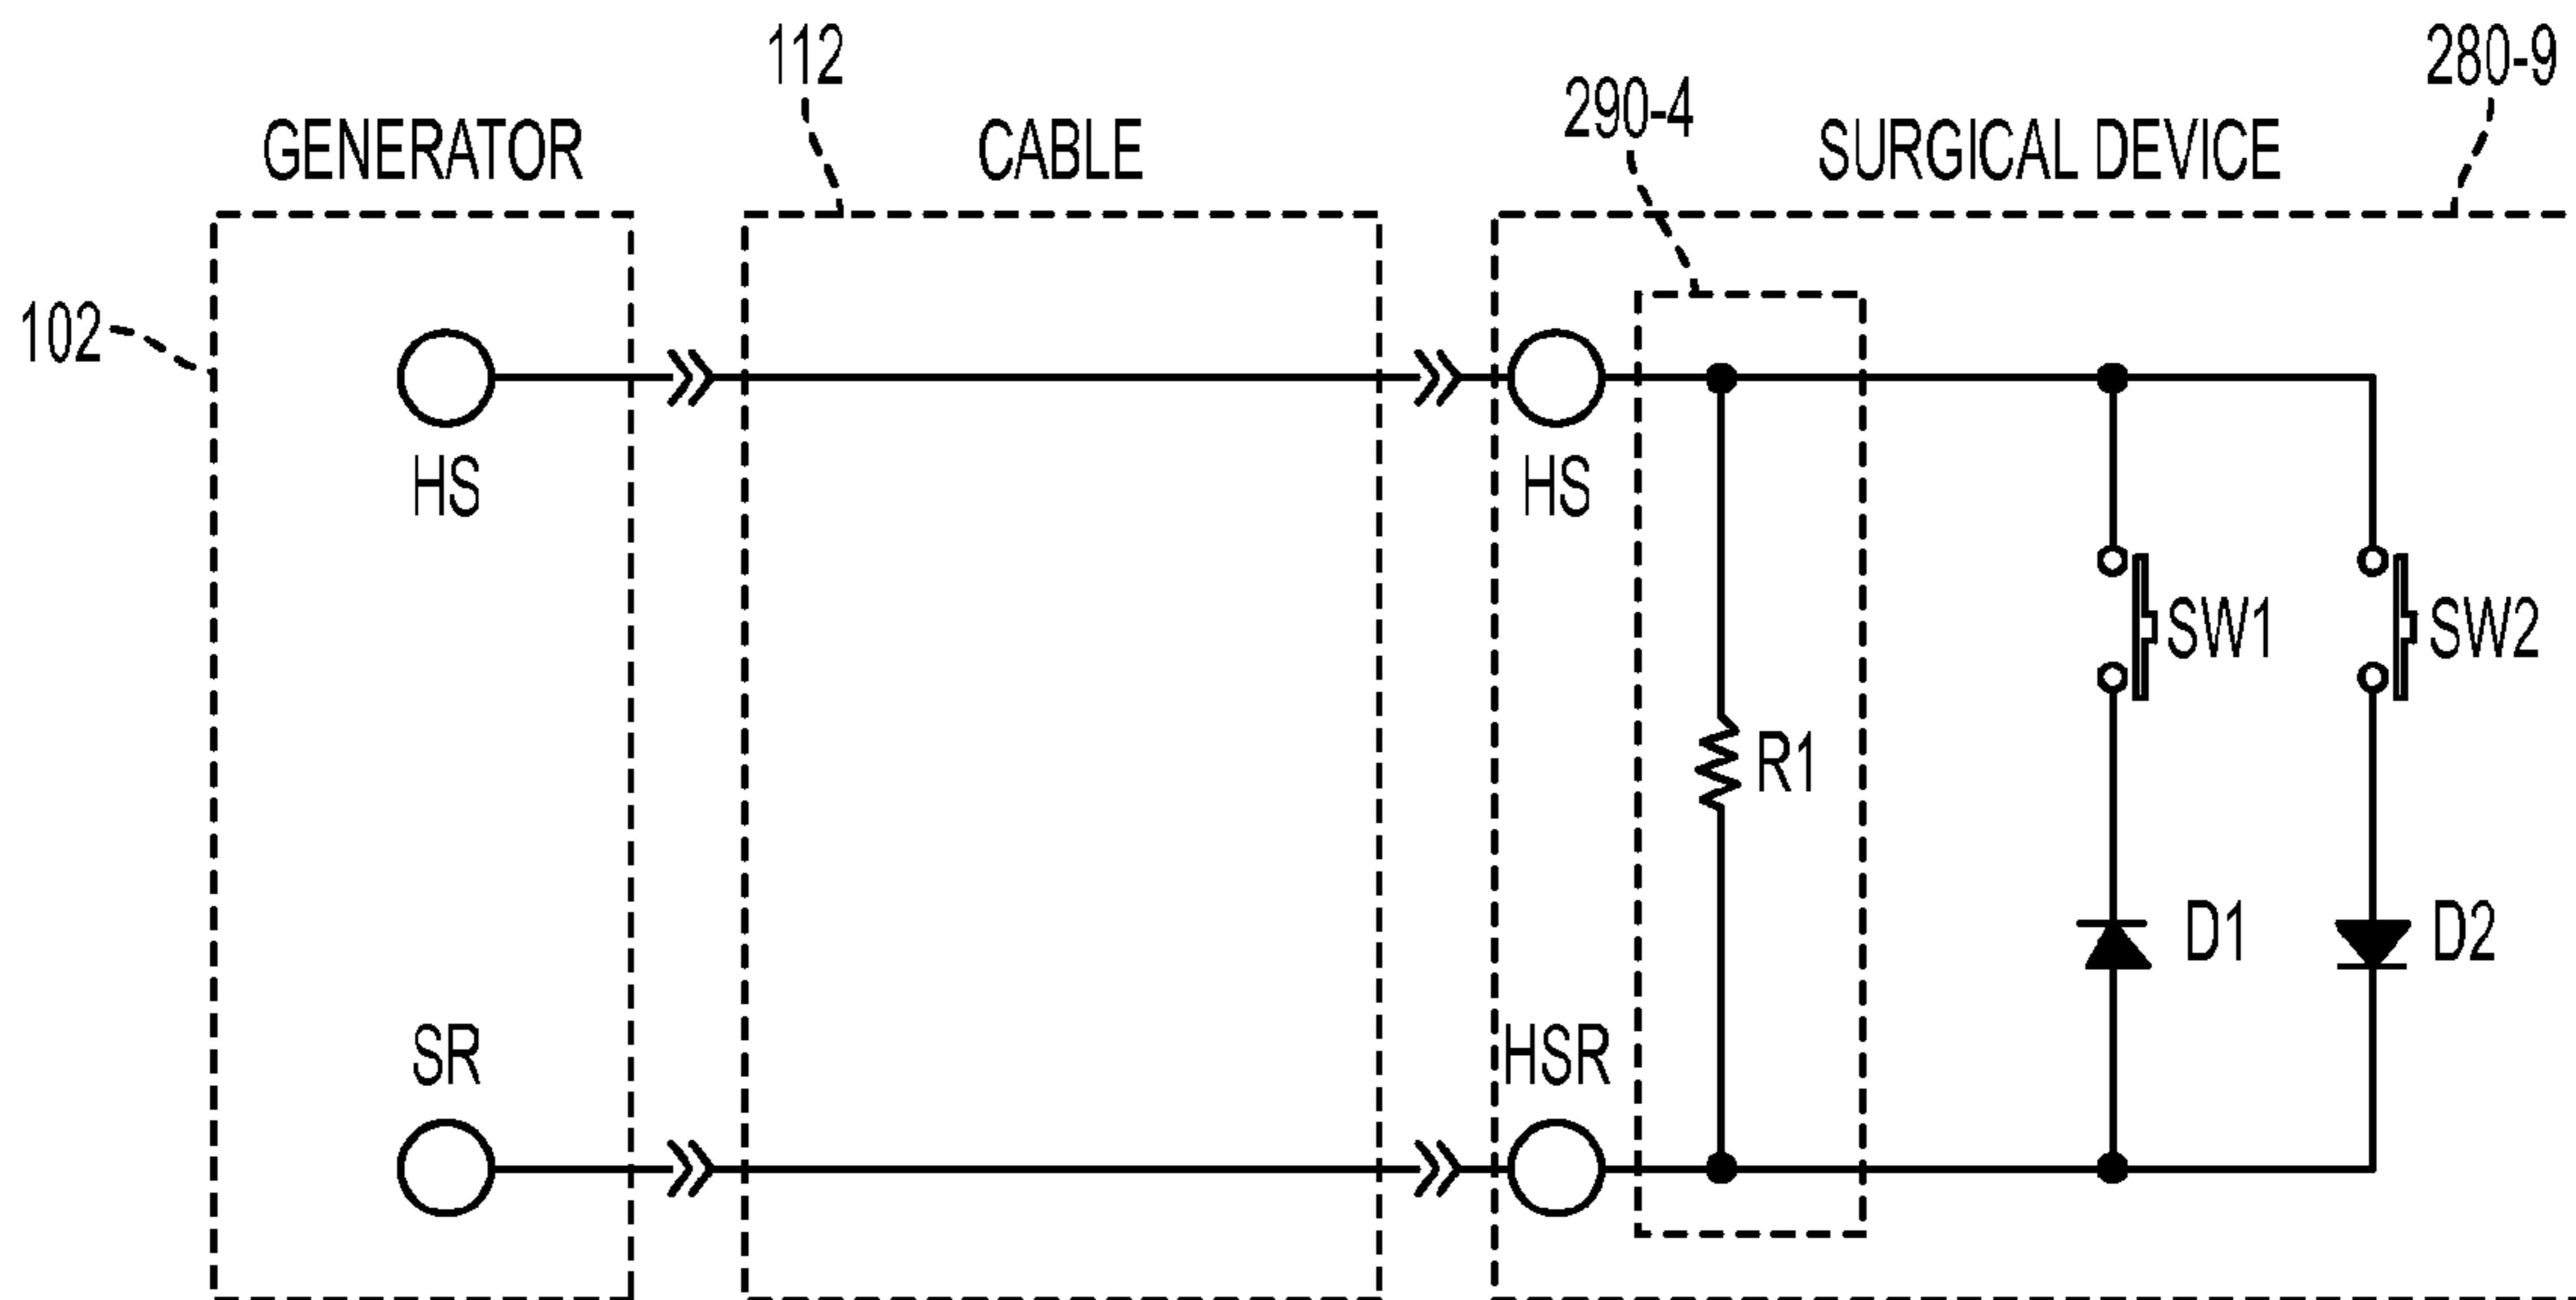 112
280-9
290-4
GENERATOR
CABLE
SURGICAL DEVICE
102
HS
HS
SW1
SW2
R1
D1
D2
SR
HSR